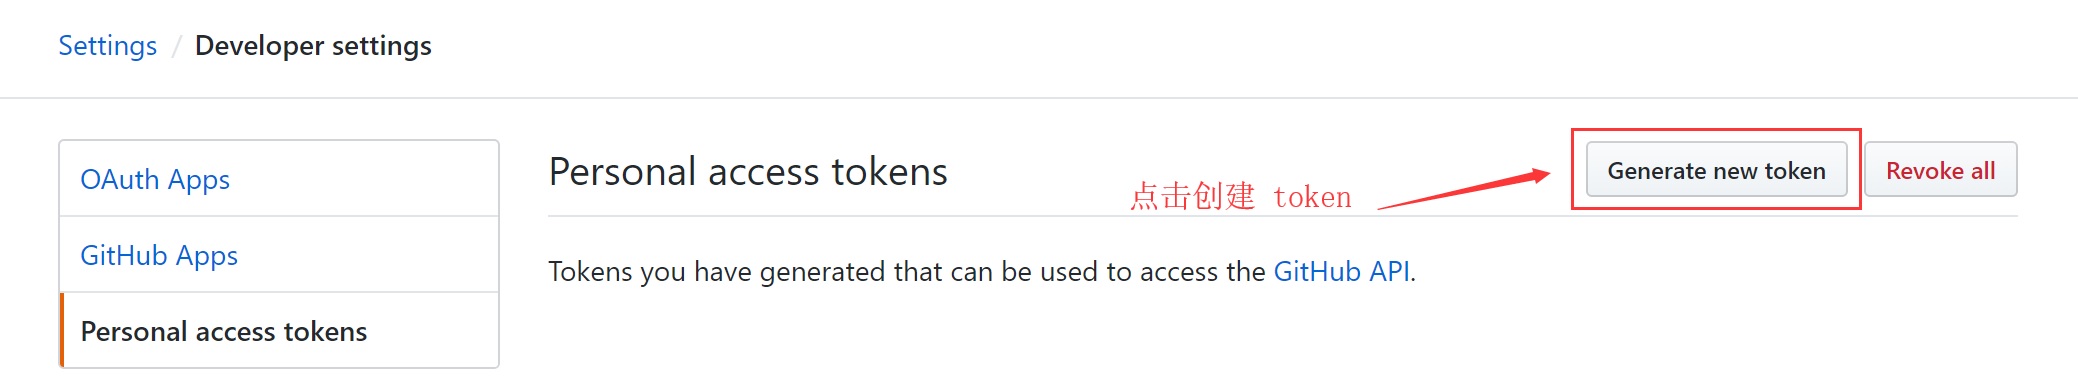 Settings / Developer settings
OAuth Apps
GitHub Apps
Personal access tokens
Personal access tokens
点击创建 token
Generate new token
Revoke all
Tokens you have generated that can be used to access the GitHub API.